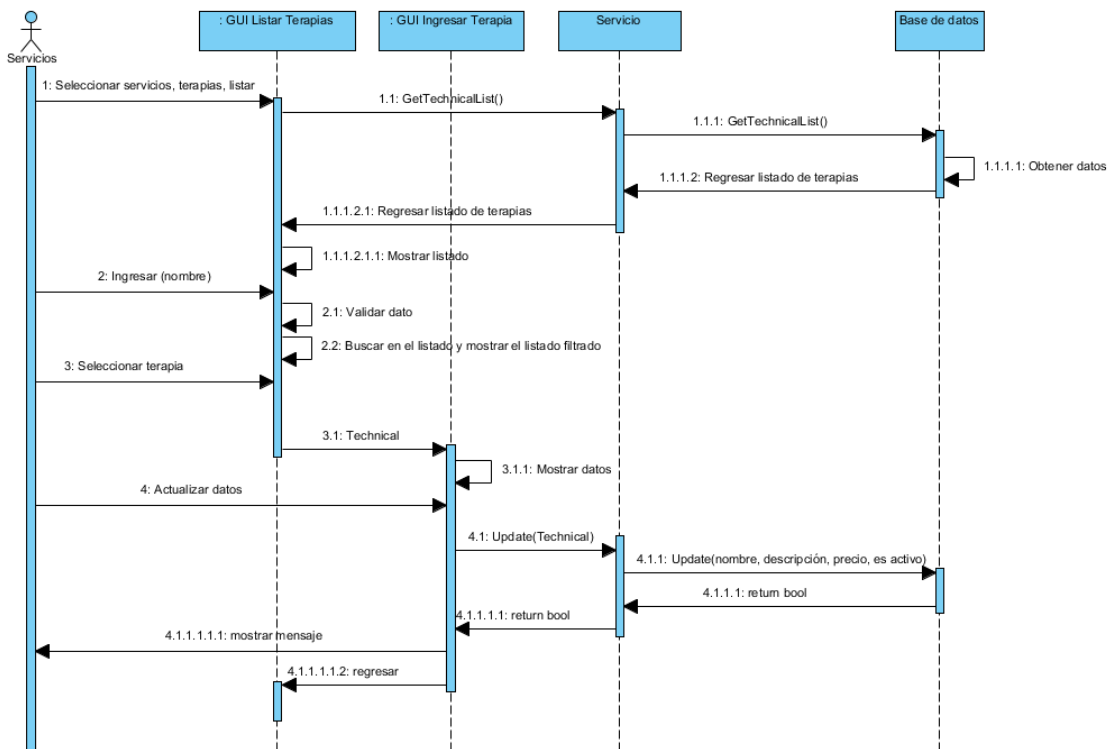 : GUI Listar Terapias
: GUI Ingresar Terapia
Servicio
Base de datos
Servicios
1: Seleccionar servicios, terapias, listar
1.1: GetTechnicalList()
1.1.1: GetTechnicalList()
1.1.1.1: Obtener datos
1.1.1.2: Regresar listado de terapias
1.1.1.2.1: Regresar listado de terapias
1.1.1.2.1.1: Mostrar listado
2: Ingresar (nombre)
2.1: Validar dato
2.2: Buscar en el listado y mostrar el listado filtrado
3: Seleccionar terapia
3.1: Technical
3.1.1: Mostrar datos
4: Actualizar datos
4.1: Update(Technical)
4.1.1: Update(nombre, descripción, precio, es activo)
4.1.1.1: return bool
4.1.1.1.1: return bool
4.1.1.1.1.1: mostrar mensaje
4.1.1.1.1.2: regresar